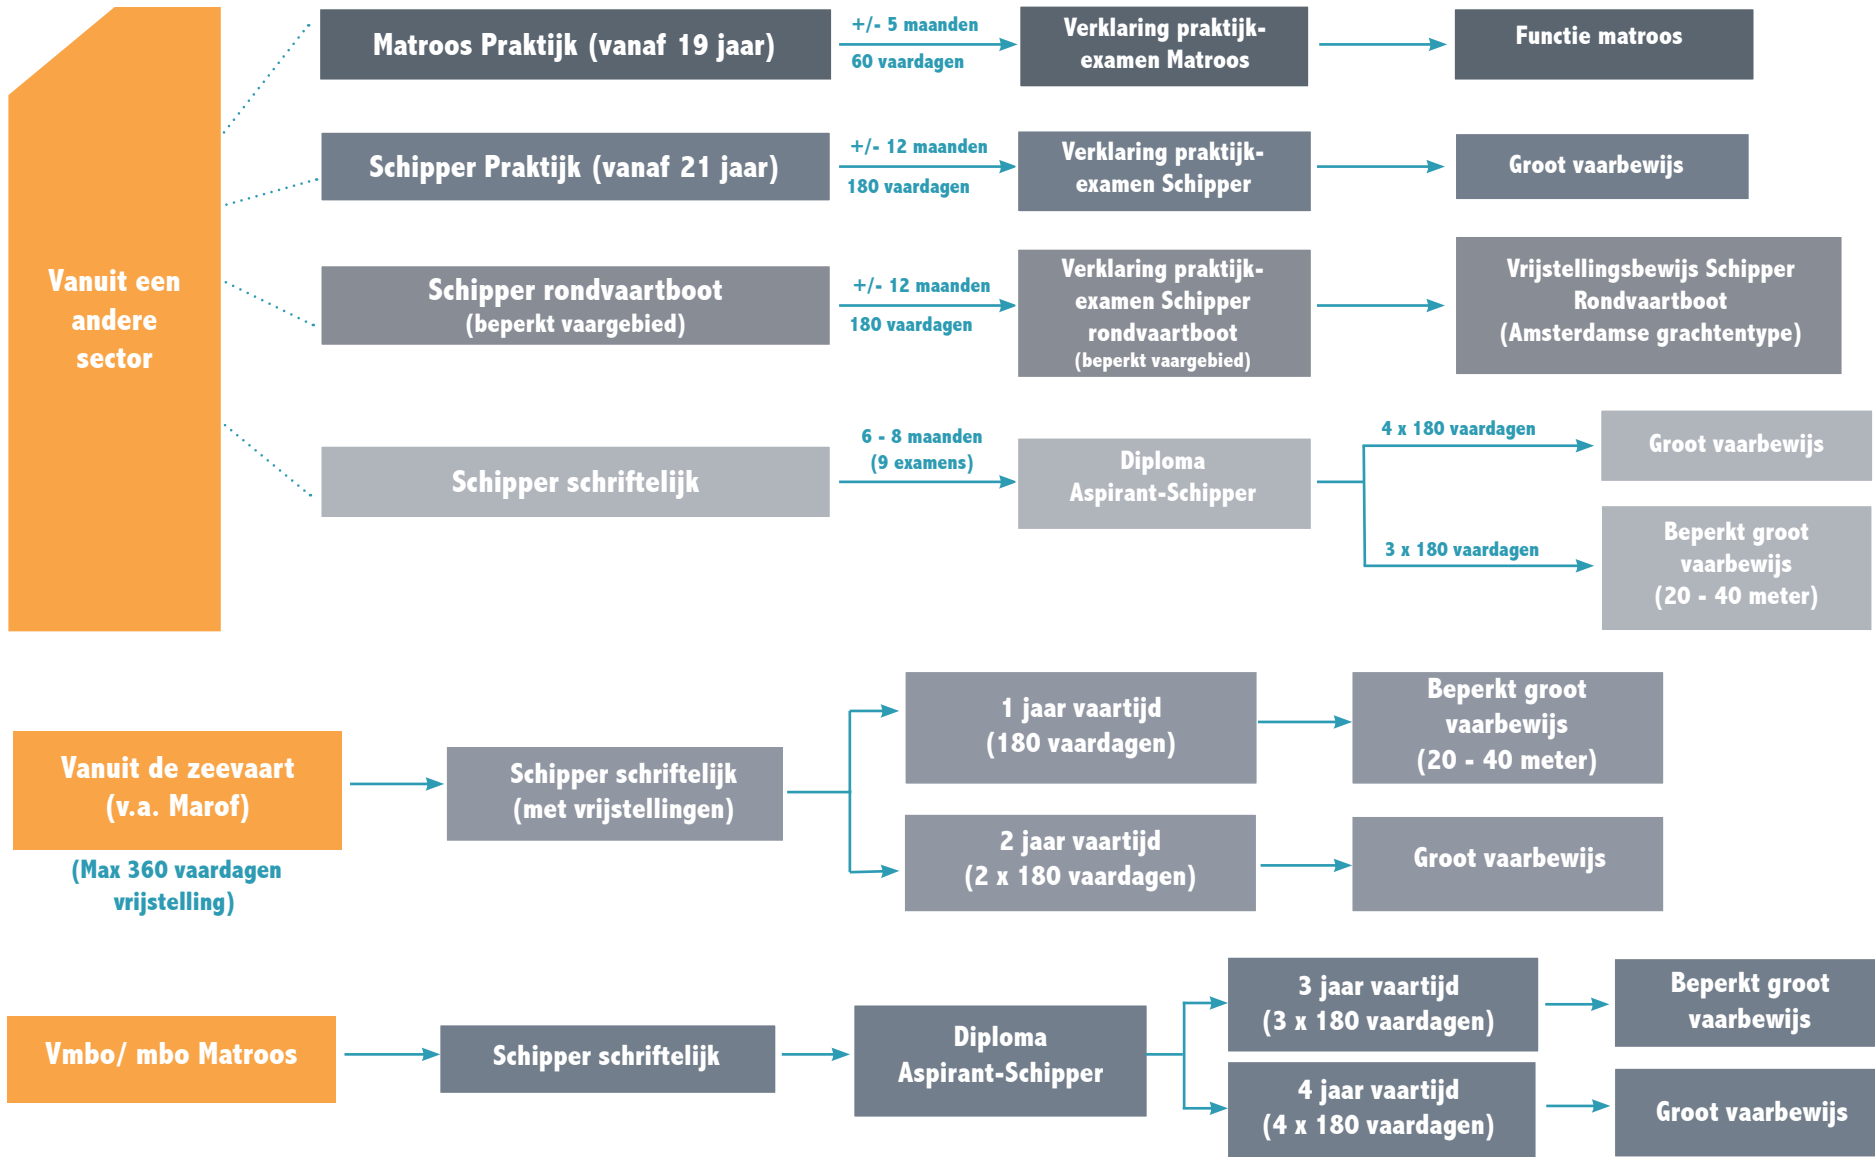 Vanuit een
andere
sector
Matroos Praktijk (vanaf 19 jaar)
+/- 5 maanden
60 vaardagen
Verklaring praktijk-
examen Matroos
Functie matroos
Schipper Praktijk (vanaf 21 jaar)
+/- 12 maanden
180 vaardagen
Verklaring praktijk-
examen Schipper
Groot vaarbewijs
Schipper rondvaartboot
(beperkt vaargebied)
+/- 12 maanden
180 vaardagen
Verklaring praktijk-
examen Schipper
rondvaartboot
(beperkt vaargebied)
Vrijstellingsbewijs Schipper
Rondvaartboot
(Amsterdamse grachtentype)
Schipper schriftelijk
6 - 8 maanden
(9 examens)
Diploma
Aspirant-Schipper
4 x 180 vaardagen
Groot vaarbewijs
3 x 180 vaardagen
Beperkt groot
vaarbewijs
(20 - 40 meter)
Vanuit de zeevaart
(v.a. Marof)
(Max 360 vaardagen
vrijstelling)
Schipper schriftelijk
(met vrijstellingen)
1 jaar vaartijd
(180 vaardagen)
Beperkt groot
vaarbewijs
(20 - 40 meter)
2 jaar vaartijd
(2 x 180 vaardagen)
Groot vaarbewijs
Vmbo/ mbo Matroos
Schipper schriftelijk
Diploma
Aspirant-Schipper
3 jaar vaartijd
(3 x 180 vaardagen)
Beperkt groot
vaarbewijs
4 jaar vaartijd
(4 x 180 vaardagen)
Groot vaarbewijs